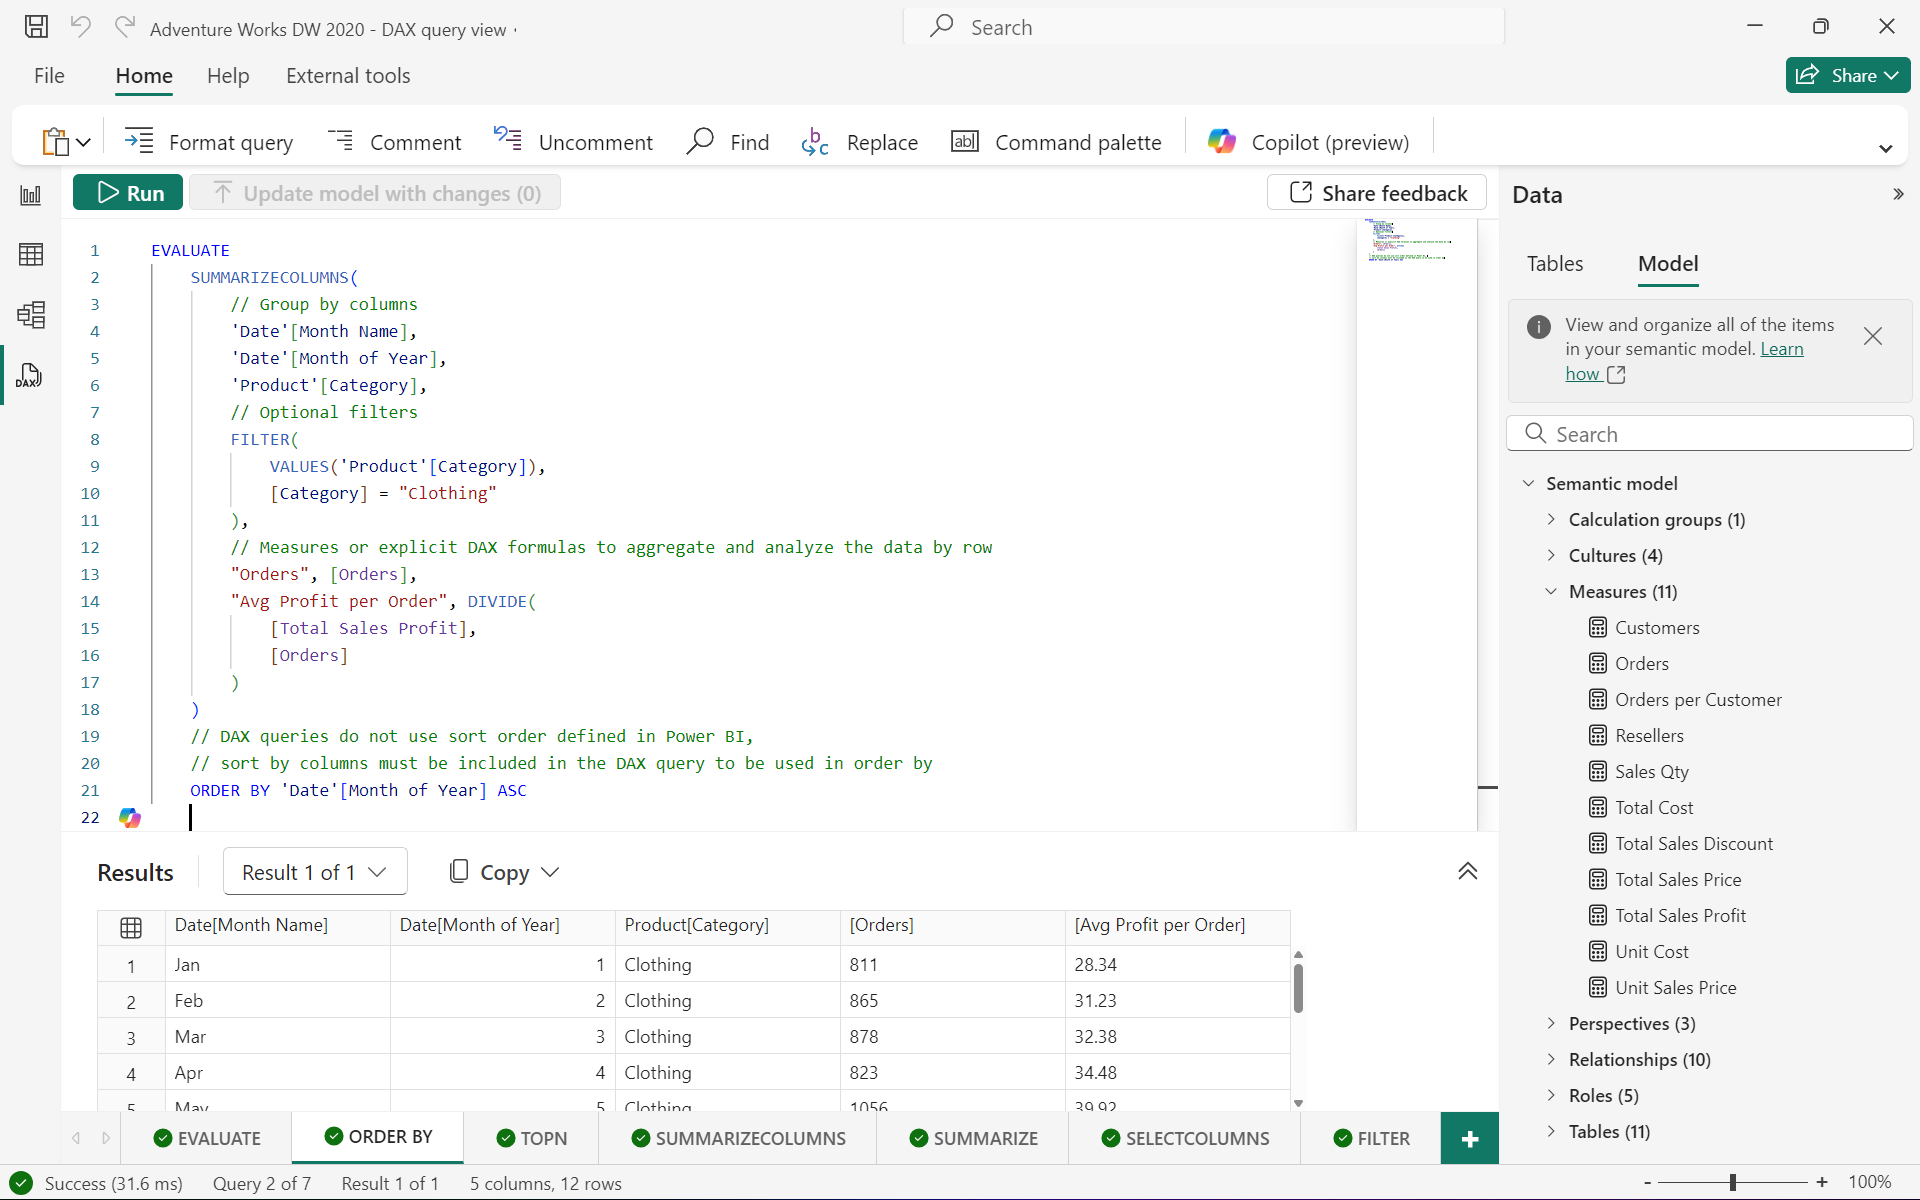 Adventure Works DW 2020 - DAX query view
Search
File
Home
Help
External tools
Share
Format query
Comment
Uncomment
Find
Replace
Command palette
Copilot (preview)
Run
Update model with changes (0)
Share feedback
1 EVALUATE
2 SUMMARIZECOLUMNS(
3 // Group by columns
4 'Date'[Month Name],
5 'Date'[Month of Year],
6 'Product'[Category],
7 // Optional filters
8 FILTER(
9 VALUES('Product'[Category]),
10 [Category] = "Clothing"
11 ),
12 // Measures or explicit DAX formulas to aggregate and analyze the data by row
13 "Orders", [Orders],
14 "Avg Profit per Order", DIVIDE(
15 [Total Sales Profit],
16 [Orders]
17 )
18 )
19 // DAX queries do not use sort order defined in Power BI,
20 // sort by columns must be included in the DAX query to be used in order by
21 ORDER BY 'Date'[Month of Year] ASC
22
Results
Result 1 of 1
Copy
Date[Month Name] Date[Month of Year] Product[Category] [Orders] [Avg Profit per Order]
1 Jan 1 Clothing 811 28.34
2 Feb 2 Clothing 865 31.23
3 Mar 3 Clothing 878 32.38
4 Apr 4 Clothing 823 34.48
5 May 5 Clothing 1056 39.92
EVALUATE
ORDER BY
TOPN
SUMMARIZECOLUMNS
SUMMARIZE
SELECTCOLUMNS
FILTER
Success (31.6 ms)
Query 2 of 7
Result 1 of 1
5 columns, 12 rows
- + 100%
Data
Tables
Model
View and organize all of the items
in your semantic model. Learn
how
Search
Semantic model
Calculation groups (1)
Cultures (4)
Measures (11)
Customers
Orders
Orders per Customer
Resellers
Sales Qty
Total Cost
Total Sales Discount
Total Sales Price
Total Sales Profit
Unit Cost
Unit Sales Price
Perspectives (3)
Relationships (10)
Roles (5)
Tables (11)
DAX